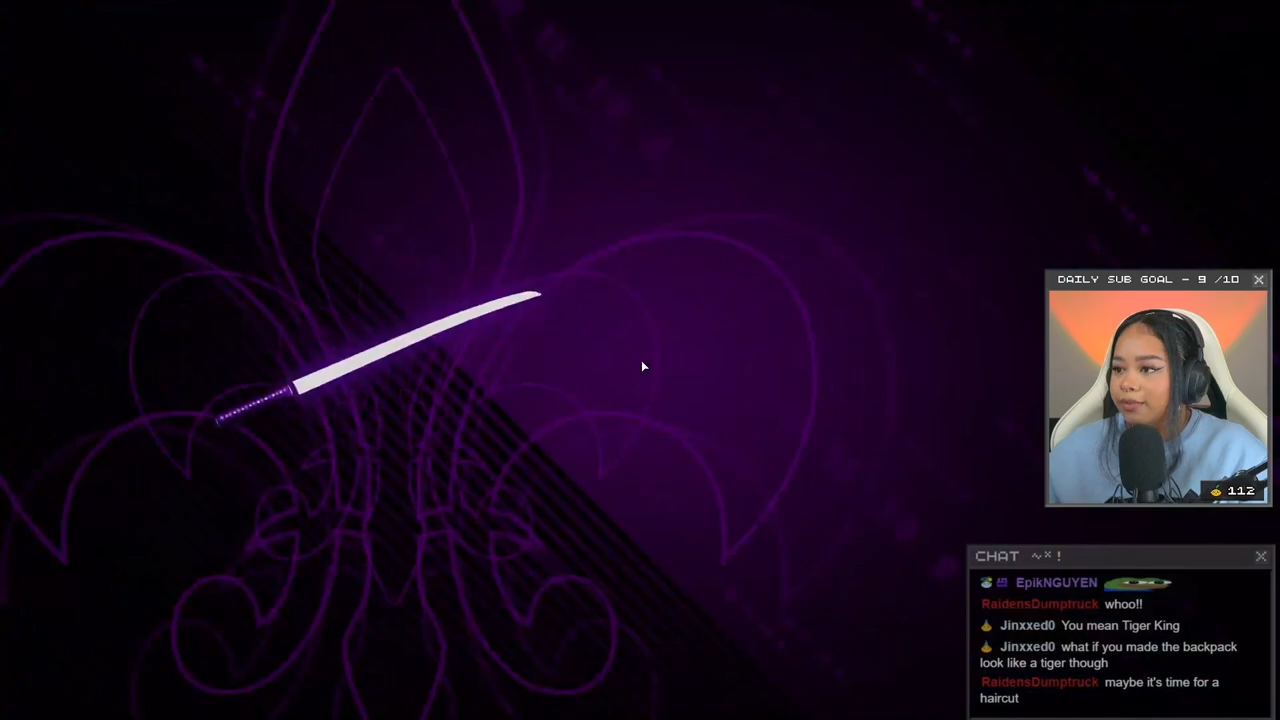 DAILY SUB GOAL - 9 /10
112
CHAT ~× !
EpikNGUYEN
RaidensDumptruck whoo!!
Jinxxed0 You mean Tiger King
Jinxxed0 what if you made the backpack
look like a tiger though
RaidensDumptruck maybe it's time for a
haircut